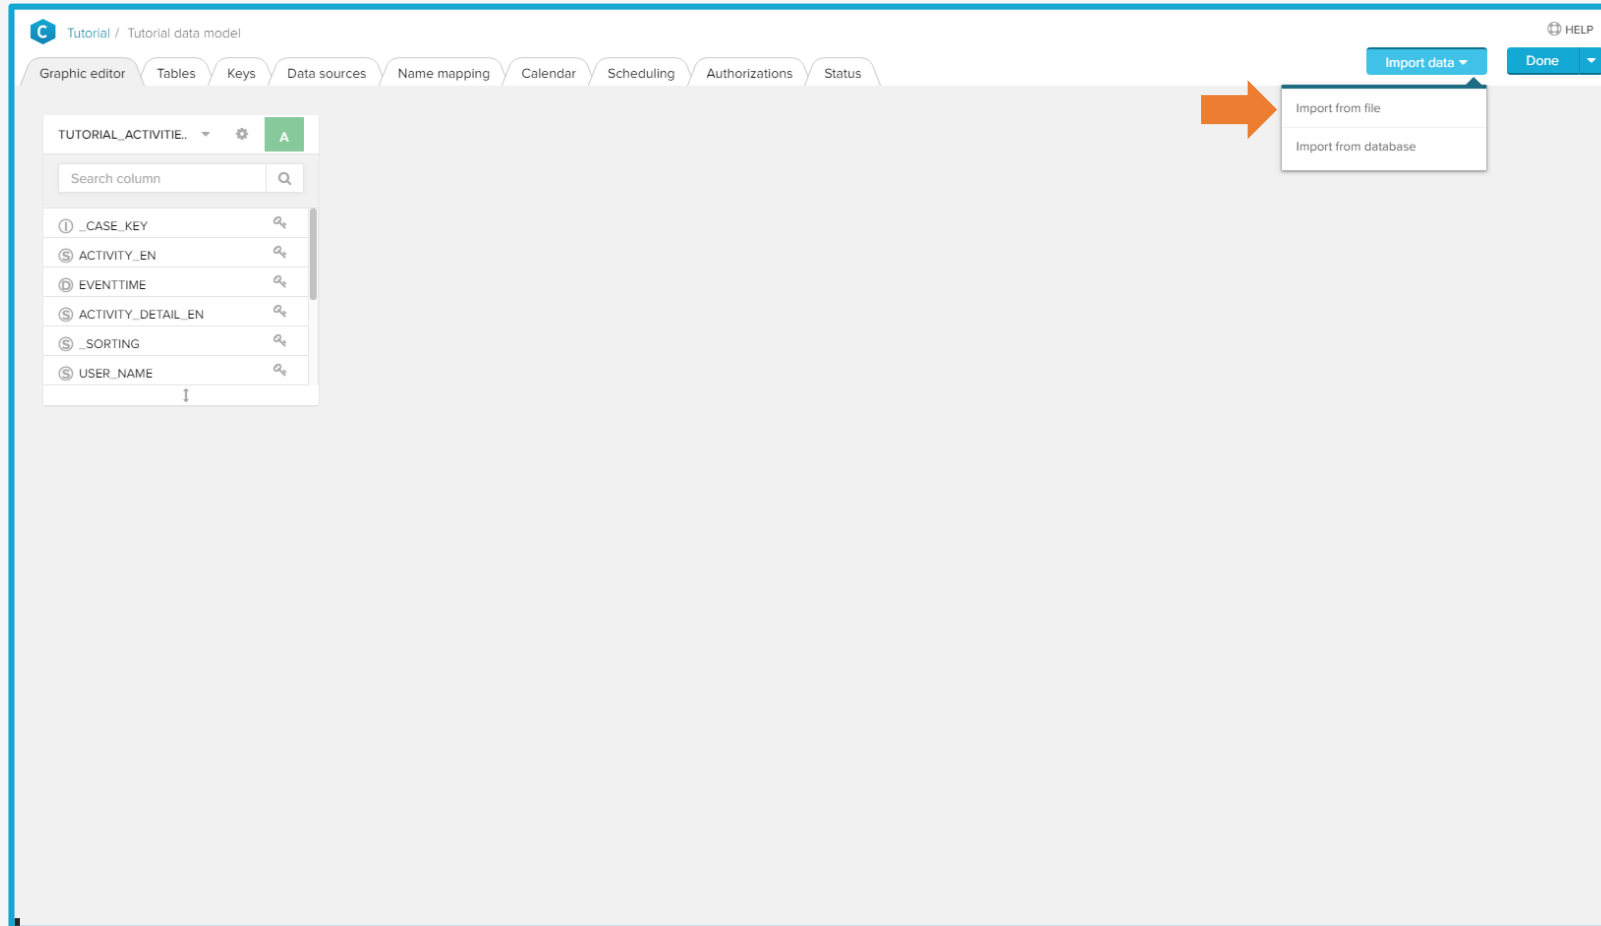 C Tutorial / Tutorial data model
HELP
Graphic editor Tables Keys Data sources Name mapping Calendar Scheduling Authorizations Status
Import data Done
Import from file
Import from database
TUTORIAL_ACTIVITIE.. A
Search column
I _CASE_KEY
S ACTIVITY_EN
D EVENTTIME
S ACTIVITY_DETAIL_EN
S _SORTING
S USER_NAME